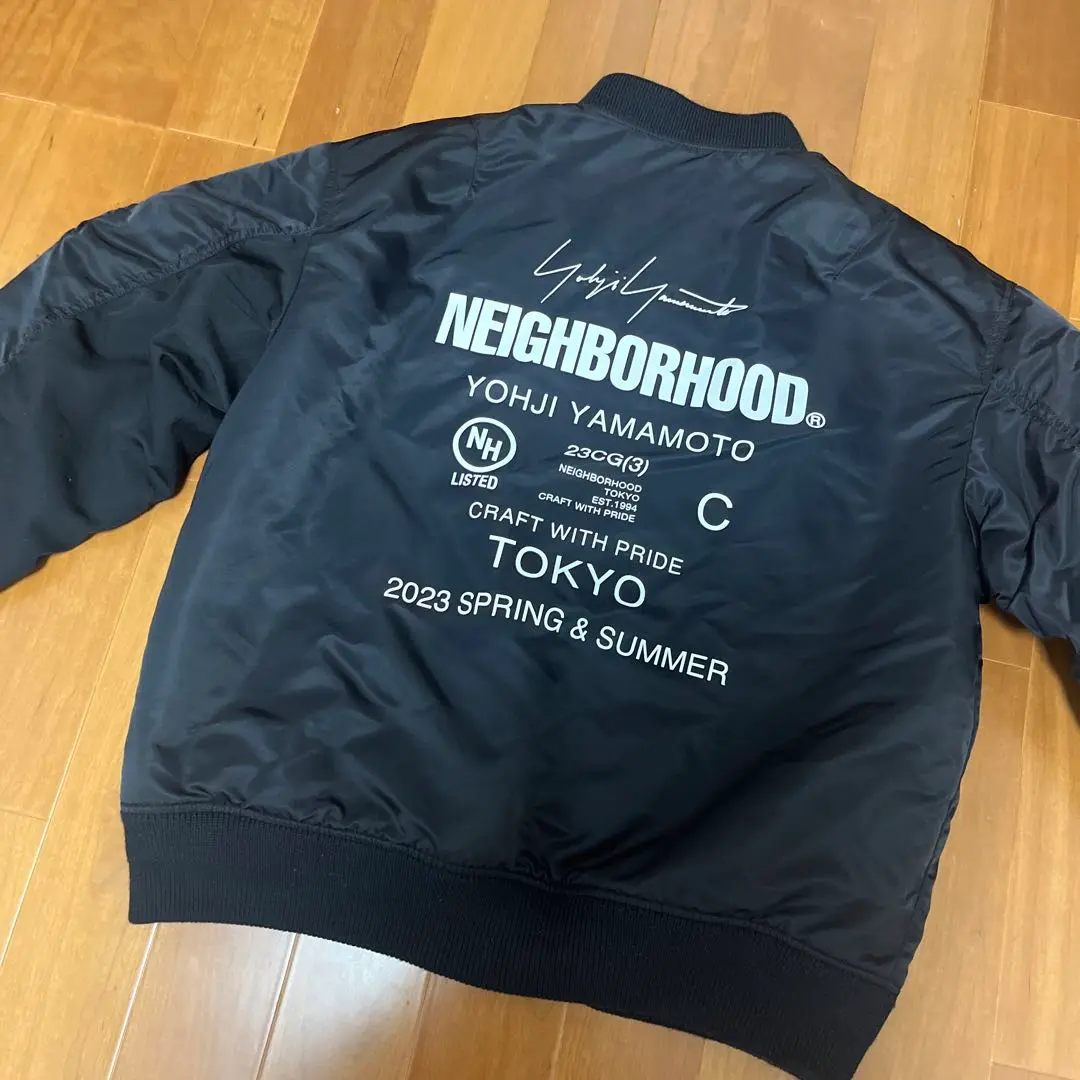 Yohji Yamamoto
NEIGHBORHOOD®
YOHJI YAMAMOTO
NH
LISTED
23CG(3)
NEIGHBORHOOD
TOKYO
EST.1994
CRAFT WITH PRIDE
C
CRAFT WITH PRIDE
TOKYO
2023 SPRING & SUMMER